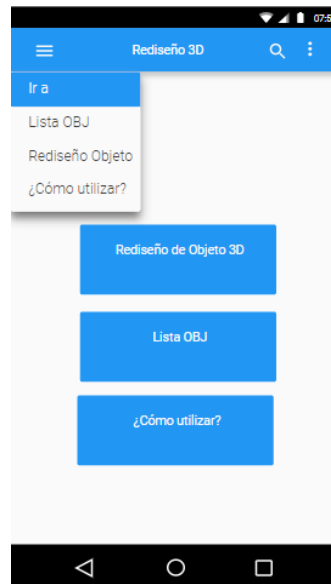 07:5
Rediseño 3D
Ir a
Lista OBJ
Rediseño Objeto
¿Cómo utilizar?
Rediseño de Objeto 3D
Lista OBJ
¿Cómo utilizar?